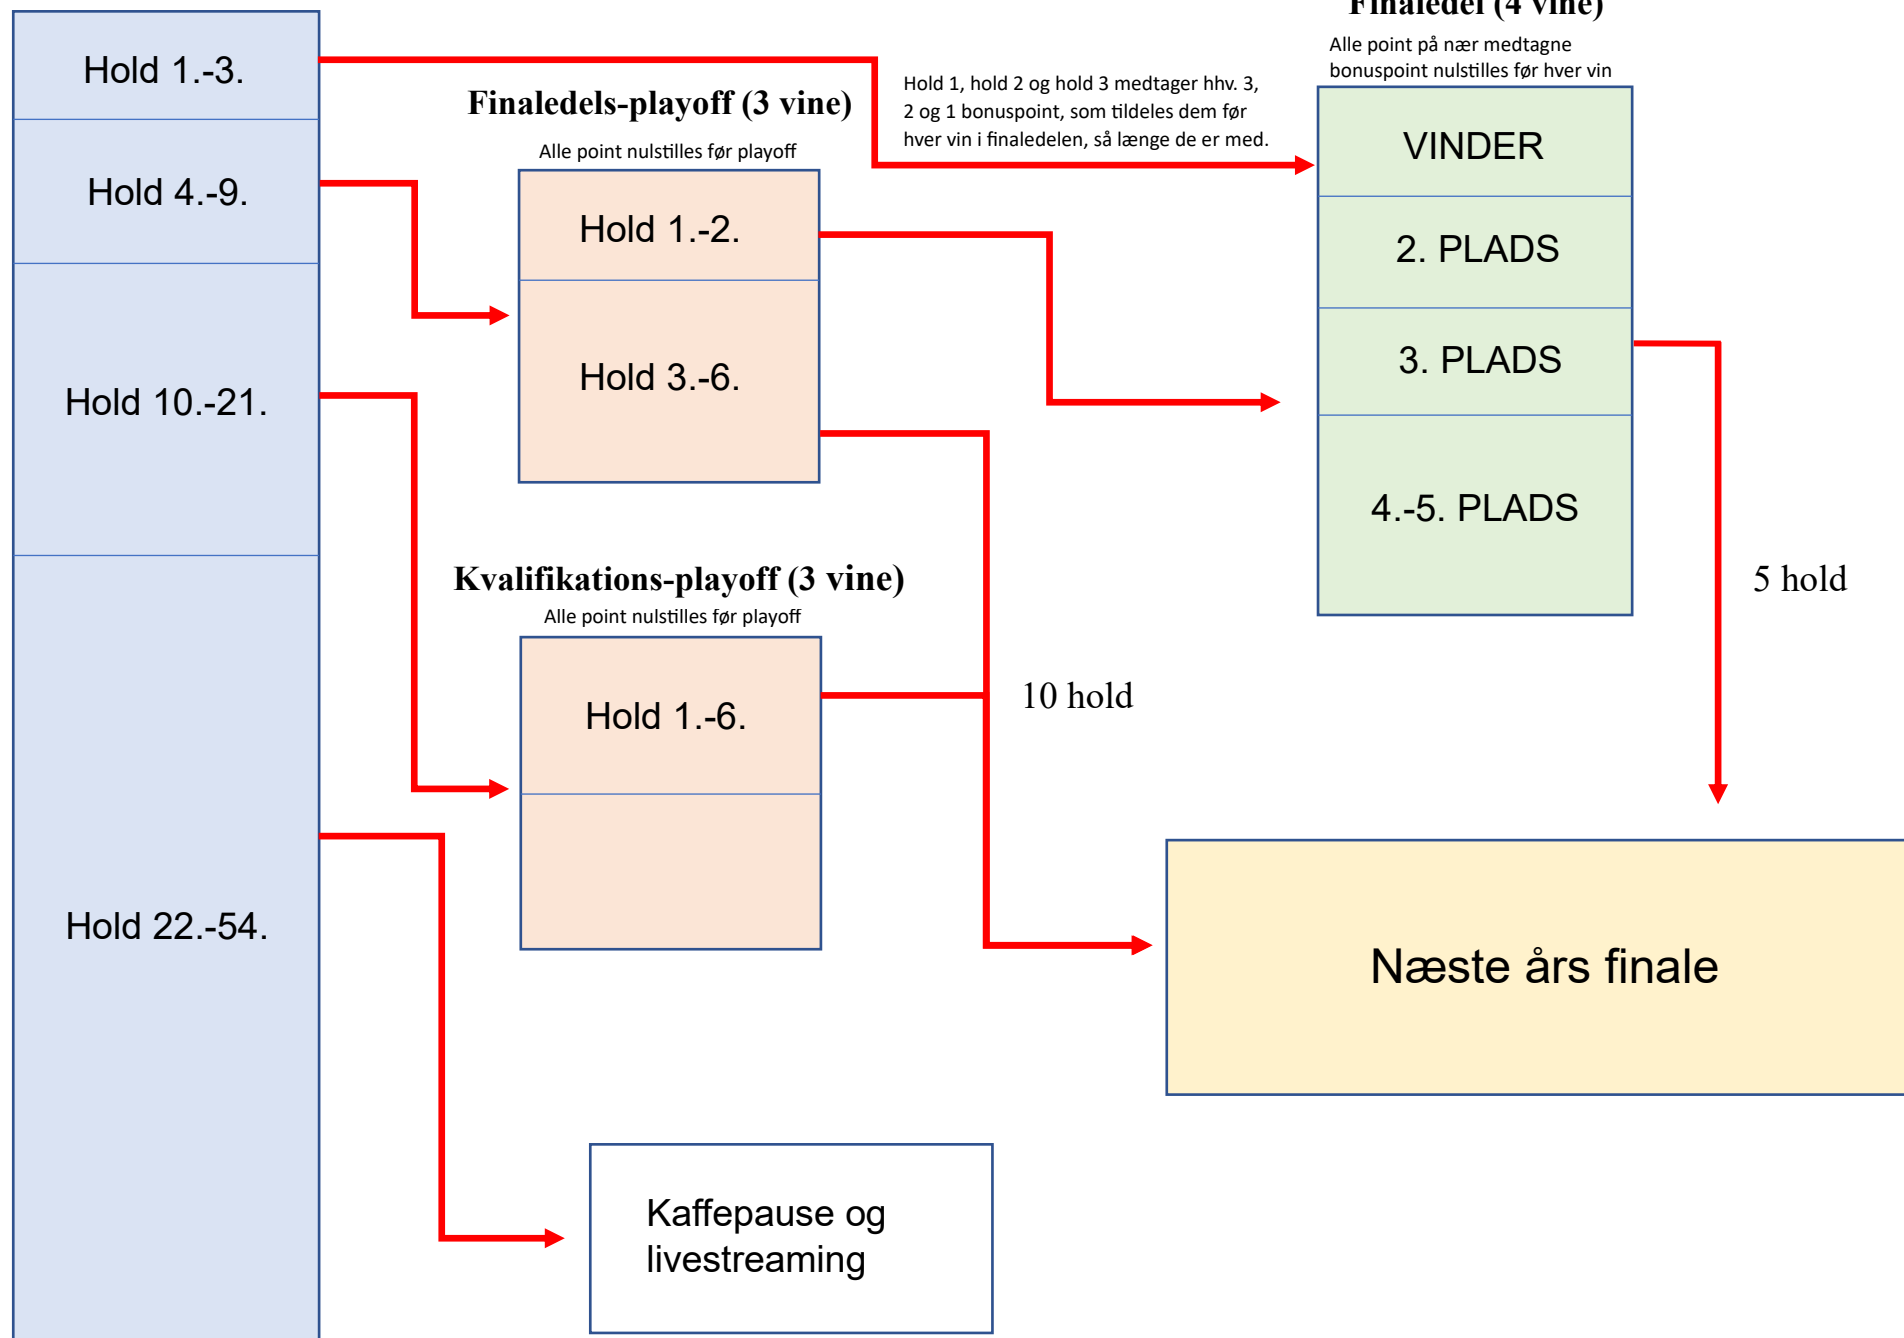 Finaledel (4 vine)
Alle point på nær medtagne
bonuspoint nulstilles før hver vin
Hold 1.-3.
Hold 4.-9.
Hold 10.-21.
Hold 22.-54.
Finaledels-playoff (3 vine)
Alle point nulstilles før playoff
Hold 1.-2.
Hold 3.-6.
Hold 1, hold 2 og hold 3 medtager hhv. 3,
2 og 1 bonuspoint, som tildeles dem før
hver vin i finaledelen, så længe de er med.
VINDER
2. PLADS
3. PLADS
4.-5. PLADS
5 hold
Kvalifikations-playoff (3 vine)
Alle point nulstilles før playoff
Hold 1.-6.
10 hold
Næste års finale
Kaffepause og
livestreaming